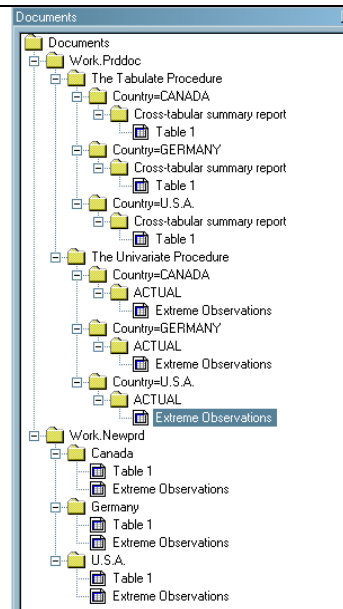 Documents
Documents
Work.Prddoc
The Tabulate Procedure
Country=CANADA
Cross-tabular summary report
Table 1
Country=GERMANY
Cross-tabular summary report
Table 1
Country=U.S.A.
Cross-tabular summary report
Table 1
The Univariate Procedure
Country=CANADA
ACTUAL
Extreme Observations
Country=GERMANY
ACTUAL
Extreme Observations
Country=U.S.A.
ACTUAL
Extreme Observations
Work.Newprd
Canada
Table 1
Extreme Observations
Germany
Table 1
Extreme Observations
U.S.A.
Table 1
Extreme Observations